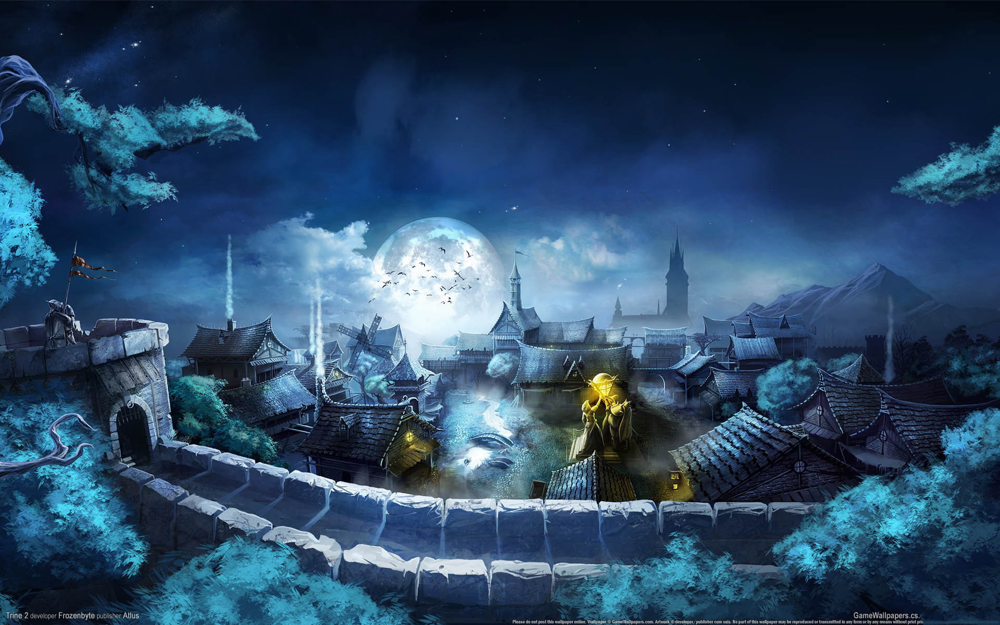 Trine 2 developer Frozenbyte publisher Atlus
GameWallpapers.cs.
Please do not post this wallpaper online. Wallpaper © GameWallpapers.com. Artwork © developer/ publisher cum suis. No part of this wallpaper may be reproduced or transmitted in any form or by any means without prict pri